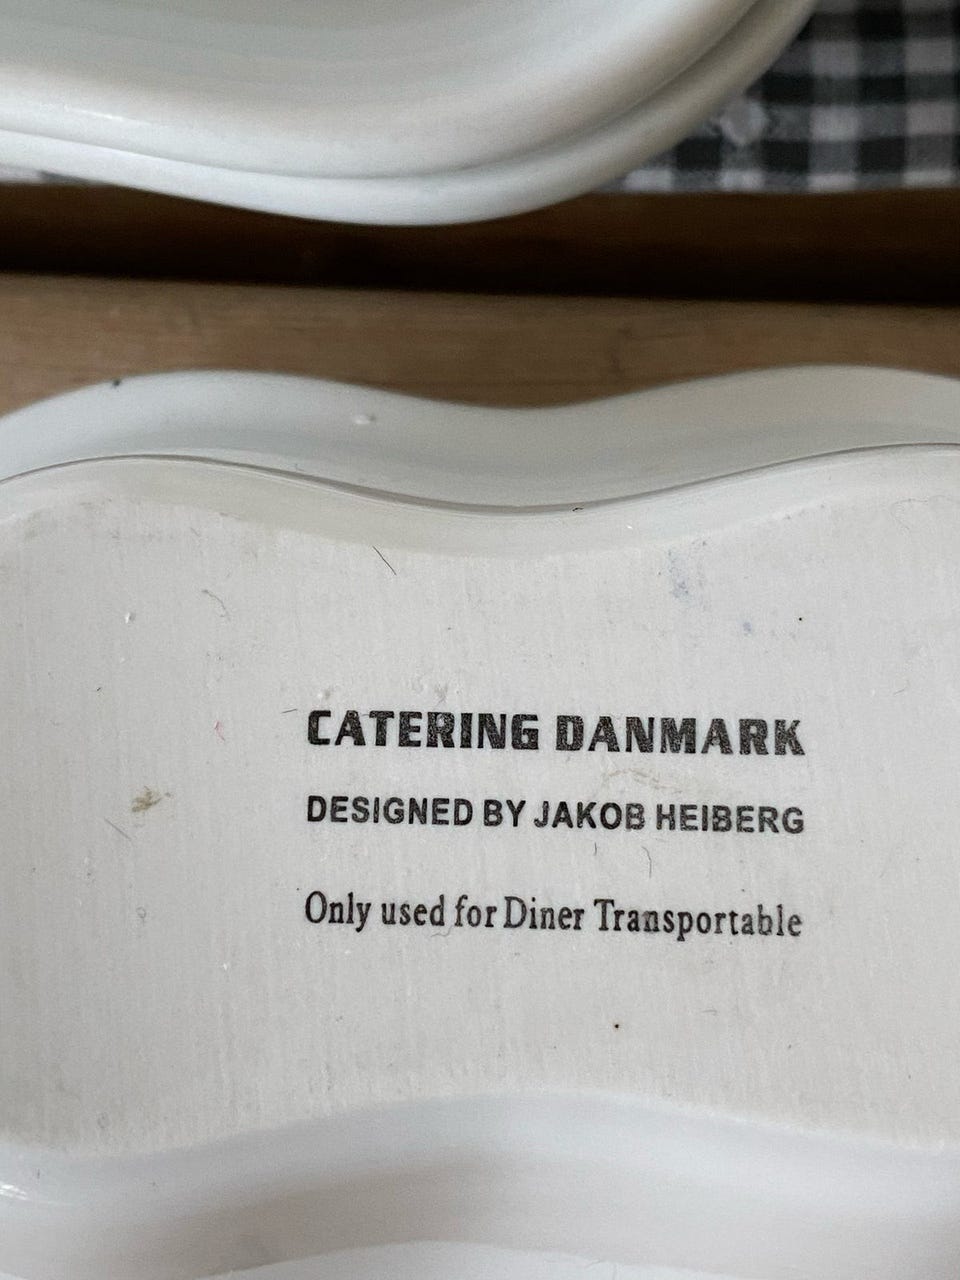 CATERING DANMARK
DESIGNED BY JAKOB HEIBERG
Only used for Diner Transportable